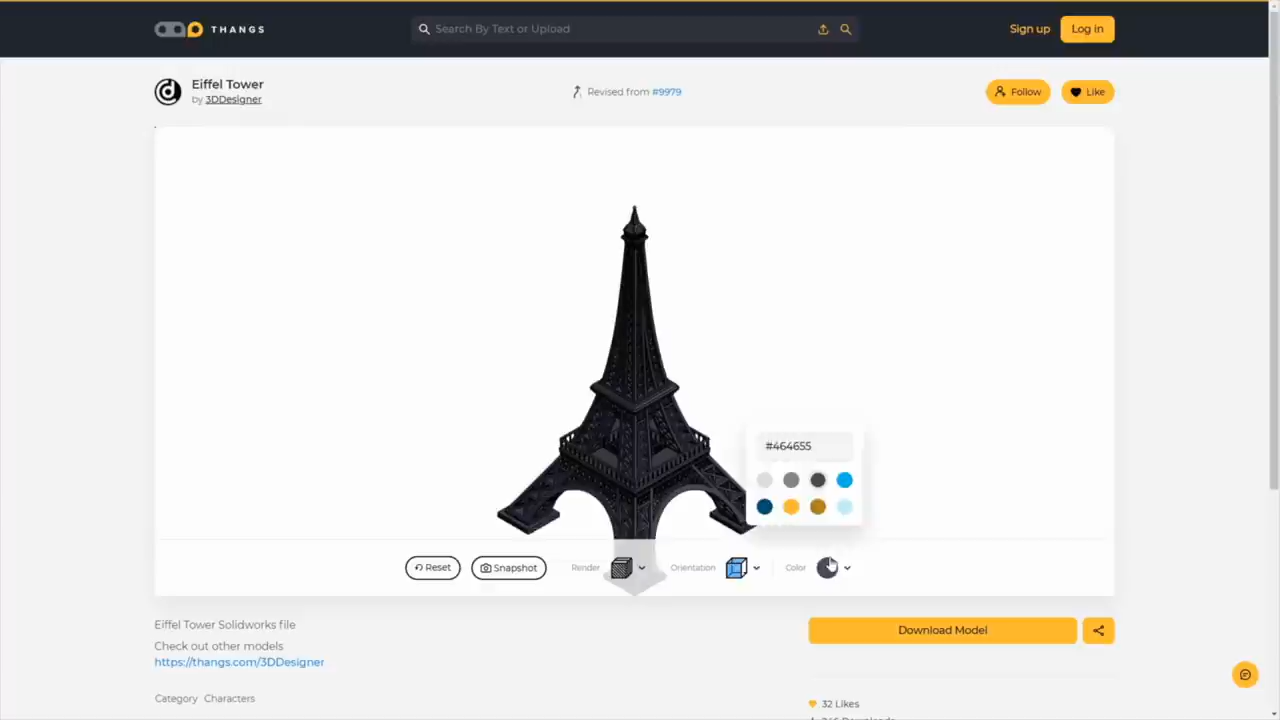 THANGS
Search By Text or Upload
Sign up
Log in
Eiffel Tower
by 3DDesigner
Revised from #9979
Follow
Like
#464655
Reset
Snapshot
Render
Orientation
Color
Eiffel Tower Solidworks file
Check out other models
https://thangs.com/3DDesigner
Download Model
Category Characters
32 Likes